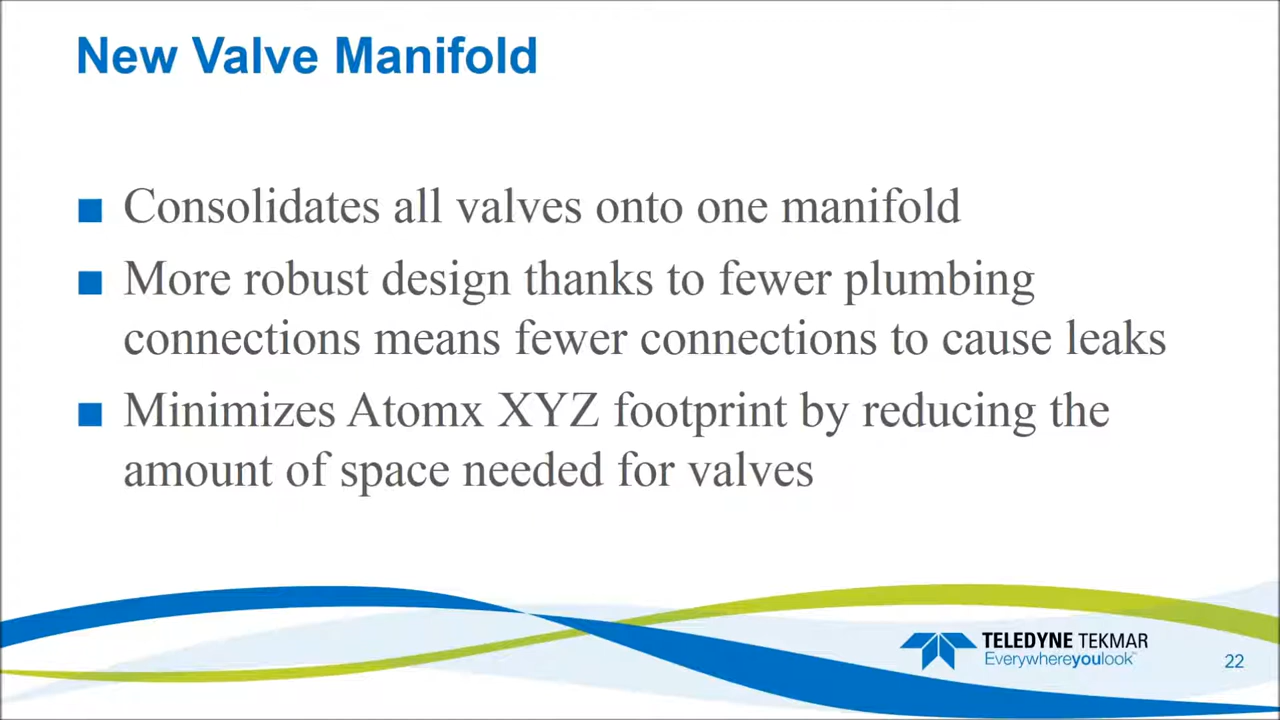 New Valve Manifold
■ Consolidates all valves onto one manifold
■ More robust design thanks to fewer plumbing
connections means fewer connections to cause leaks
■ Minimizes Atomx XYZ footprint by reducing the
amount of space needed for valves
TELEDYNE TEKMAR
Everywhereyoulook™
22